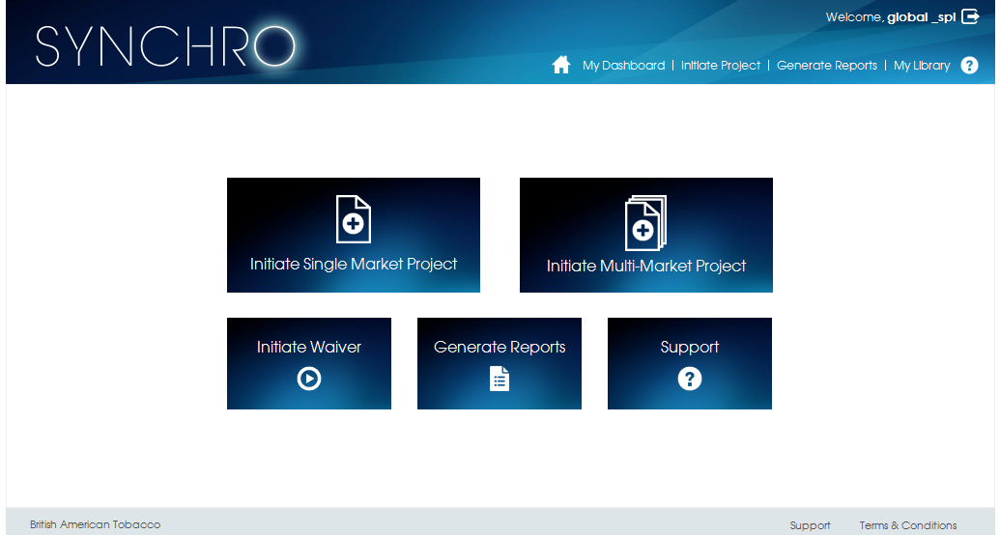 Welcome, global _spl
SYNCHRO
My Dashboard | Initiate Project | Generate Reports | My Library ?
Initiate Single Market Project
Initiate Multi-Market Project
Initiate Waiver
Generate Reports
Support
?
British American Tobacco
Support
Terms & Conditions